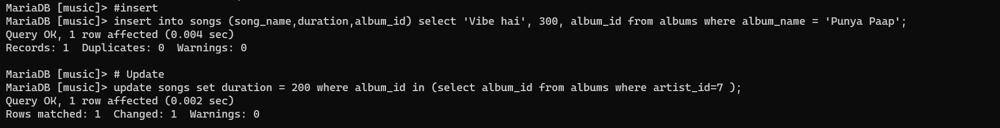 MariaDB [music]> #insert
MariaDB [music]> insert into songs (song_name,duration,album_id) select 'Vibe hai', 300, album_id from albums where album_name = 'Punya Paap';
Query OK, 1 row affected (0.004 sec)
Records: 1  Duplicates: 0  Warnings: 0
MariaDB [music]> # Update
MariaDB [music]> update songs set duration = 200 where album_id in (select album_id from albums where artist_id=7 );
Query OK, 1 row affected (0.002 sec)
Rows matched: 1  Changed: 1  Warnings: 0